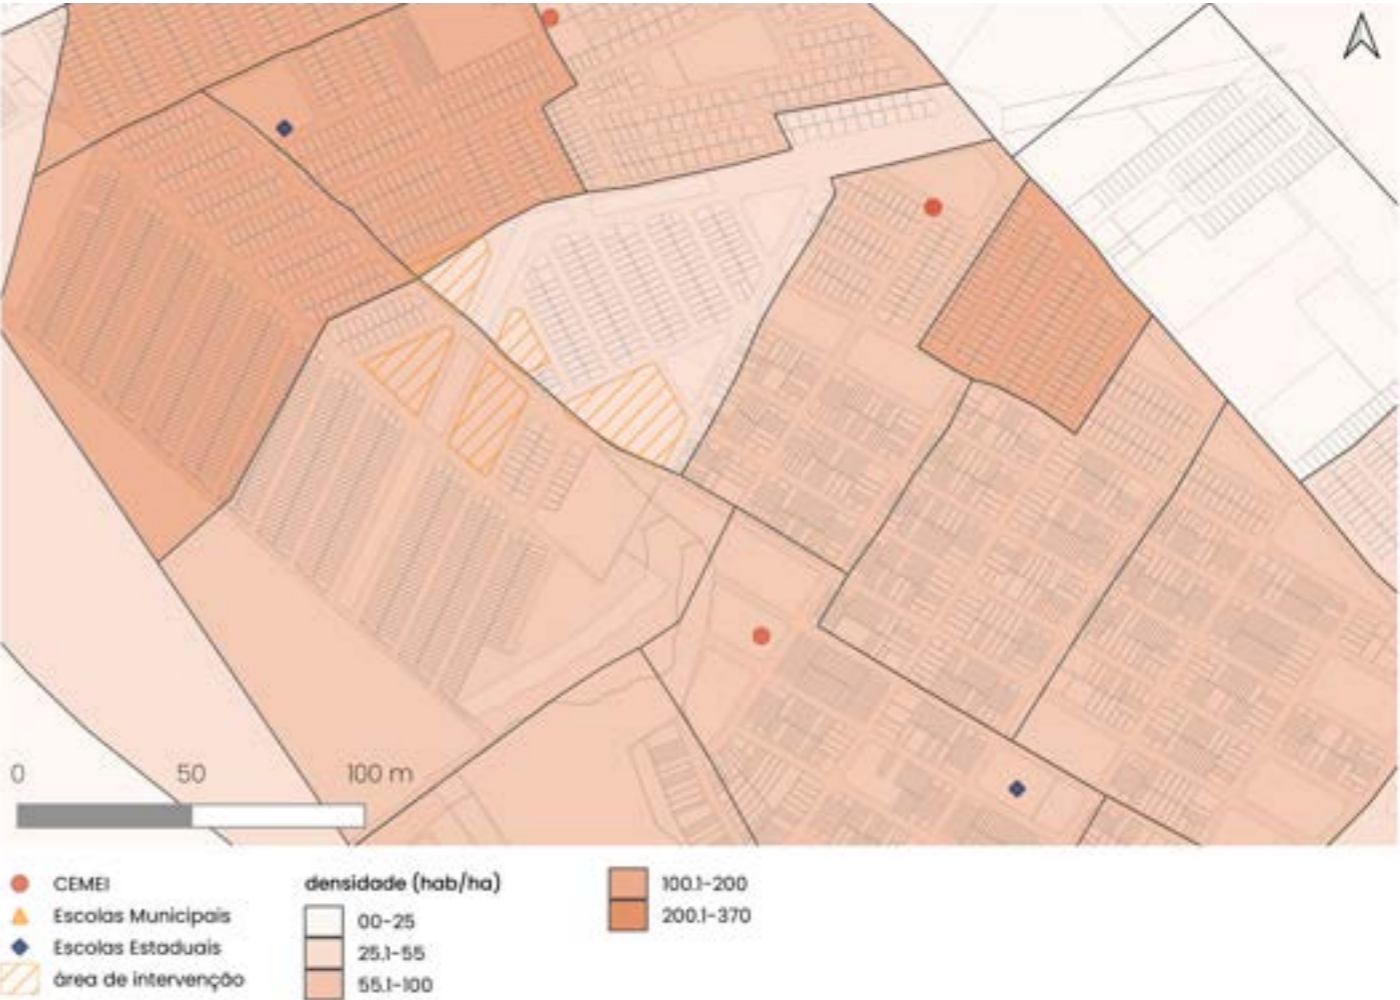 0 50 100 m
CEMEI
Escolas Municipais
Escolas Estaduais
área de intervenção
densidade (hab/ha)
00-25
25.1-55
55.1-100
100.1-200
200.1-370